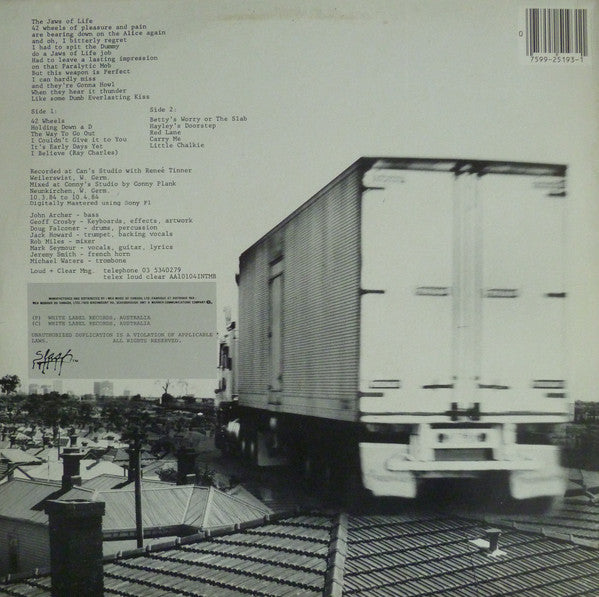 The Jaws of Life
42 wheels of pleasure and pain
are bearing down on the Alice again
and oh, I bitterly regret
I had to spit the Dummy
do a Jaws of Life job
Had to leave a lasting impression
on that Paralytic Mob
But this weapon is Perfect
I can hardly miss
and they're Gonna Howl
When they hear it thunder
Like some Dumb Everlasting Kiss
Side 1:
42 Wheels
Holding Down a D
The Way To Go Out
I Couldn't Give it to You
It's Early Days Yet
I Believe (Ray Charles)
Side 2:
Betty's Worry or The Slab
Hayley's Doorstep
Red Lane
Carry Me
Little Chalkie
Recorded at Can's Studio with Reneé Tinner
Weilerswist, W. Germ.
Mixed at Conny's Studio by Conny Plank
Neunkirchen, W. Germ.
10.3.84 to 10.4.84
Digitally Mastered using Sony F1
John Archer - bass
Geoff Crosby - Keyboards, effects, artwork
Doug Falconer - drums, percussion
Jack Howard - trumpet, backing vocals
Rob Miles - mixer
Mark Seymour - vocals, guitar, lyrics
Jeremy Smith - french horn
Michael Waters - trombone
Loud + Clear Mng. telephone 03 5340279
telex loud clear AA10104INTMB
MANUFACTURED AND DISTRIBUTED BY
(P) WHITE LABEL RECORDS, AUSTRALIA
(C) WHITE LABEL RECORDS, AUSTRALIA
UNAUTHORIZED DUPLICATION IS A VIOLATION OF APPLICABLE
LAWS. ALL RIGHTS RESERVED.
Slash
0
7599-25193-1